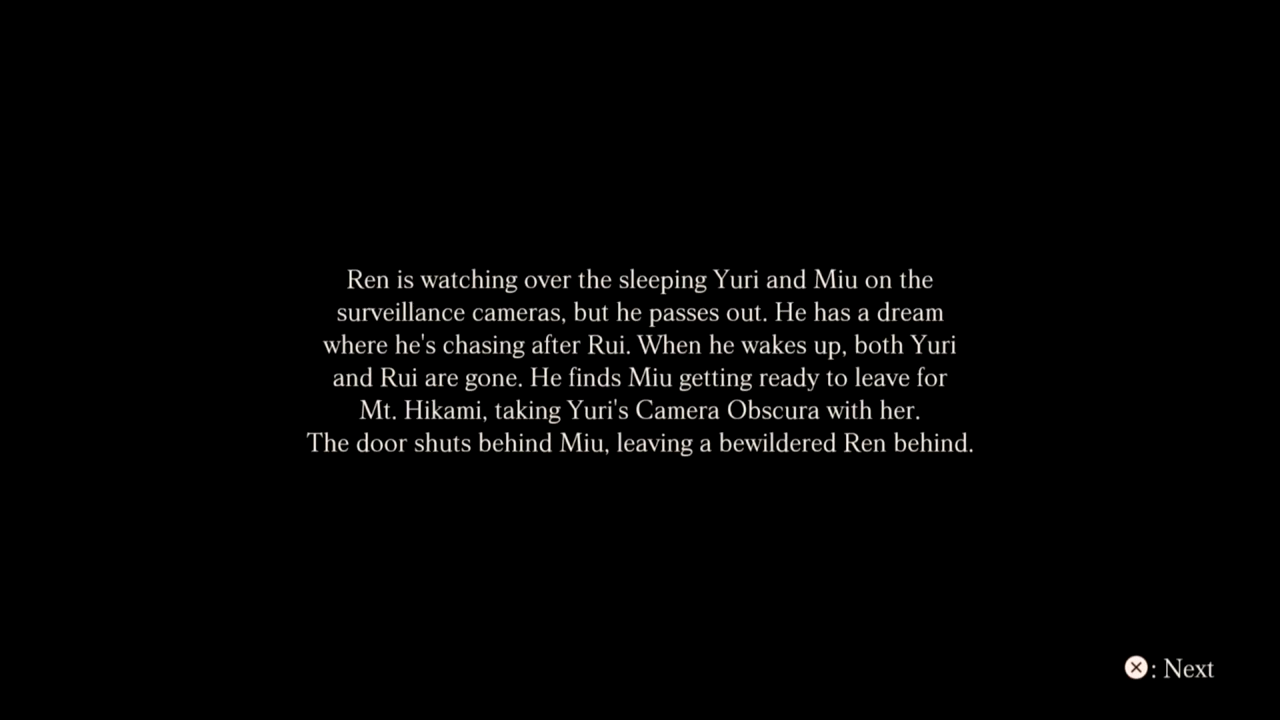 Ren is watching over the sleeping Yuri and Miu on the
surveillance cameras, but he passes out. He has a dream
where he's chasing after Rui. When he wakes up, both Yuri
and Rui are gone. He finds Miu getting ready to leave for
Mt. Hikami, taking Yuri's Camera Obscura with her.
The door shuts behind Miu, leaving a bewildered Ren behind.
ⓧ: Next